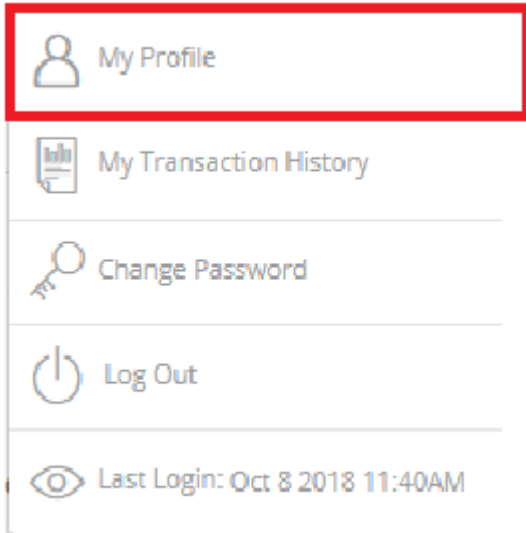 My Profile
My Transaction History
Change Password
Log Out
Last Login: Oct 8 2018 11:40AM